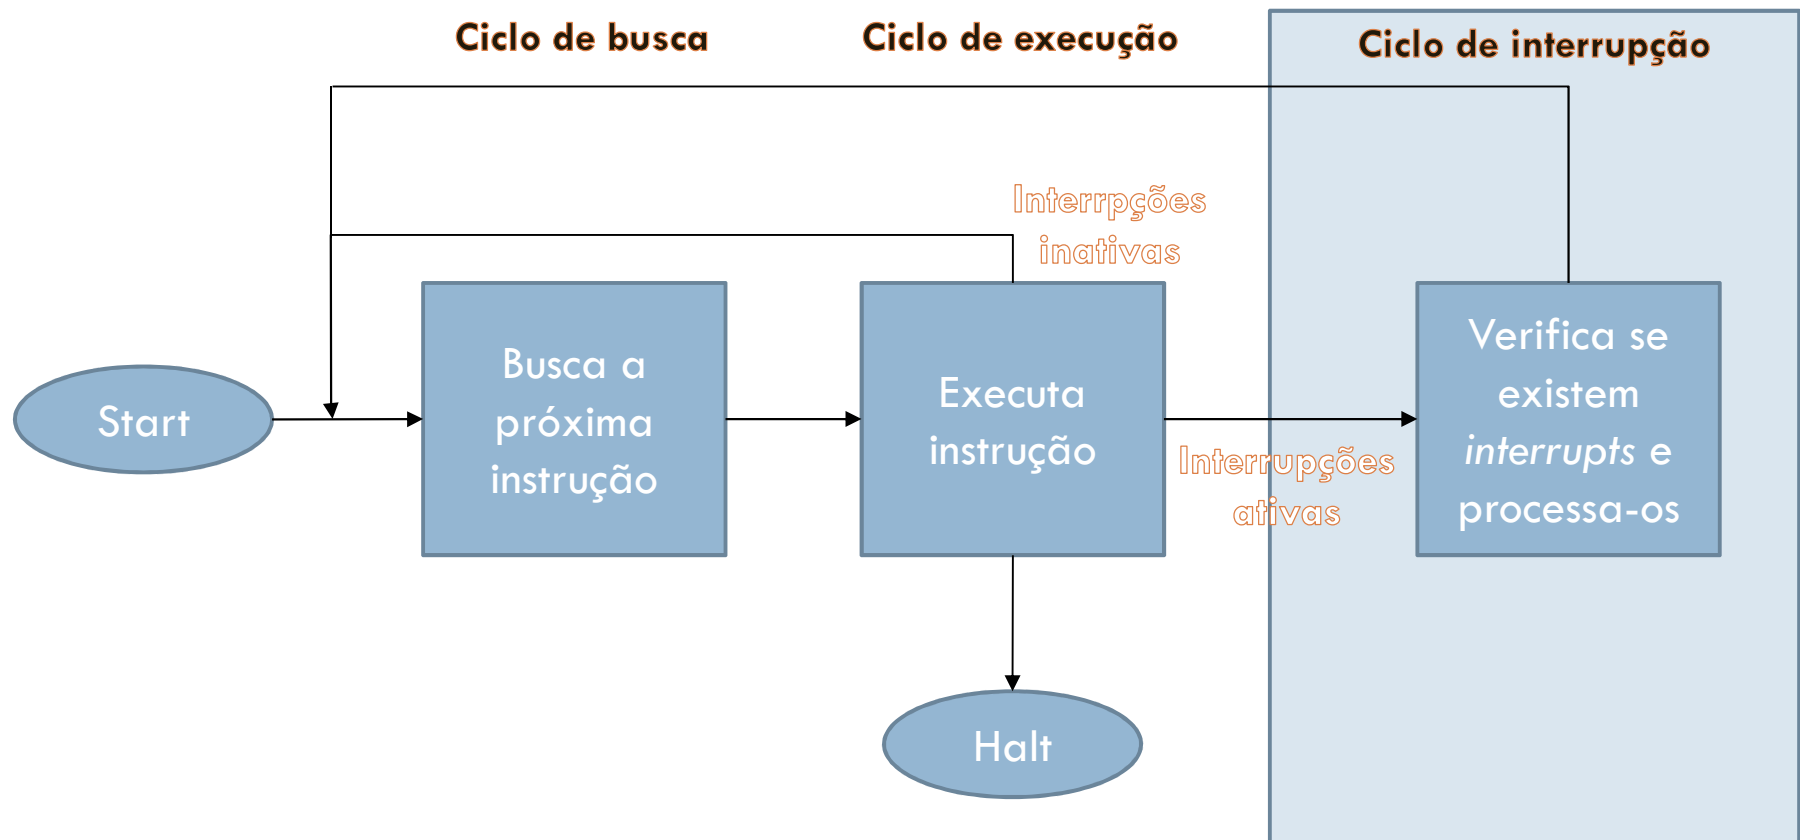 Ciclo de busca
Ciclo de execução
Ciclo de interrupção
Interrpções
inativas
Start
Busca a
próxima
instrução
Executa
instrução
Interrupções
ativas
Verifica se
existem
interrupts e
processa-os
Halt